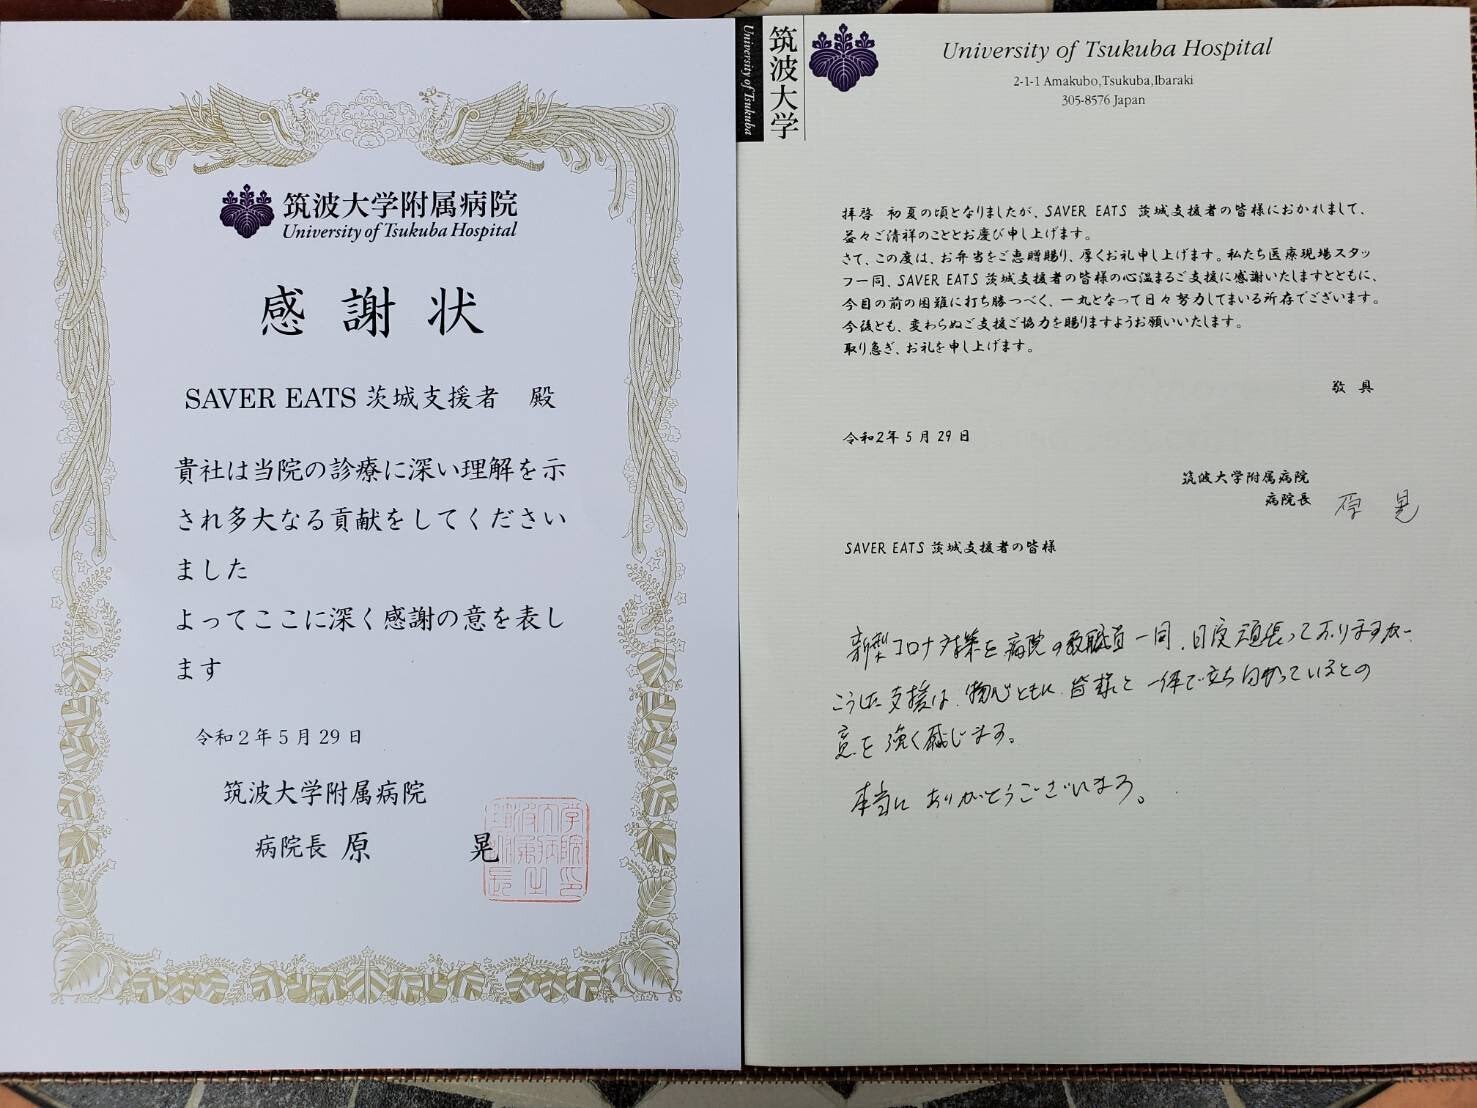 筑波大学附属病院
University of Tsukuba Hospital
感謝状
SAVER EATS 茨城支援者 殿
貴社は当院の診療に深い理解を示
され多大なる貢献をしてください
ました
よってここに深く感謝の意を表し
ます
令和2年5月29日
筑波大学附属病院
病院長 原 晃
筑波大学
University of Tsukuba
University of Tsukuba Hospital
2-1-1 Amakubo,Tsukuba,Ibaraki
305-8576 Japan
拝啓 初夏の頃となりましたが、SAVER EATS 茨城支援者の皆様におかれまして、
益々ご清祥のこととお慶び申し上げます。
さて、この度は、お弁当をご恵贈賜り、厚くお礼申し上げます。私たち医療現場スタッ
フ一同、SAVER EATS 茨城支援者の皆様の心温まるご支援に感謝いたしますとともに、
今目の前の困難に打ち勝つべく、一丸となって日々努力してまいる所存でございます。
今後とも、変わらぬご支援ご協力を賜りますようお願いいたします。
取り急ぎ、お礼を申し上げます。
敬具
令和2年5月29日
筑波大学附属病院
病院長 原 晃
SAVER EATS 茨城支援者の皆様
新型コロナ対策を病院の教職員一同、日夜頑張っておりますが、
こうした支援は、物心ともに、皆様と一体で立ち向かっているとの
意を強く感じます。
本当にありがとうございます。